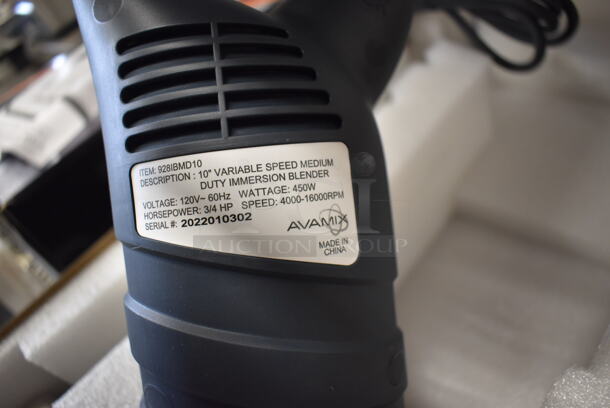 ITEM: 928IBMD10
DESCRIPTION : 10" VARIABLE SPEED MEDIUM
DUTY IMMERSION BLENDER
VOLTAGE: 120V~ 60Hz WATTAGE: 450W
HORSEPOWER: 3/4 HP SPEED: 4000-16000RPM
SERIAL #: 2022010302
AVAMIX
MADE IN
CHINA
AUCTION GROUP